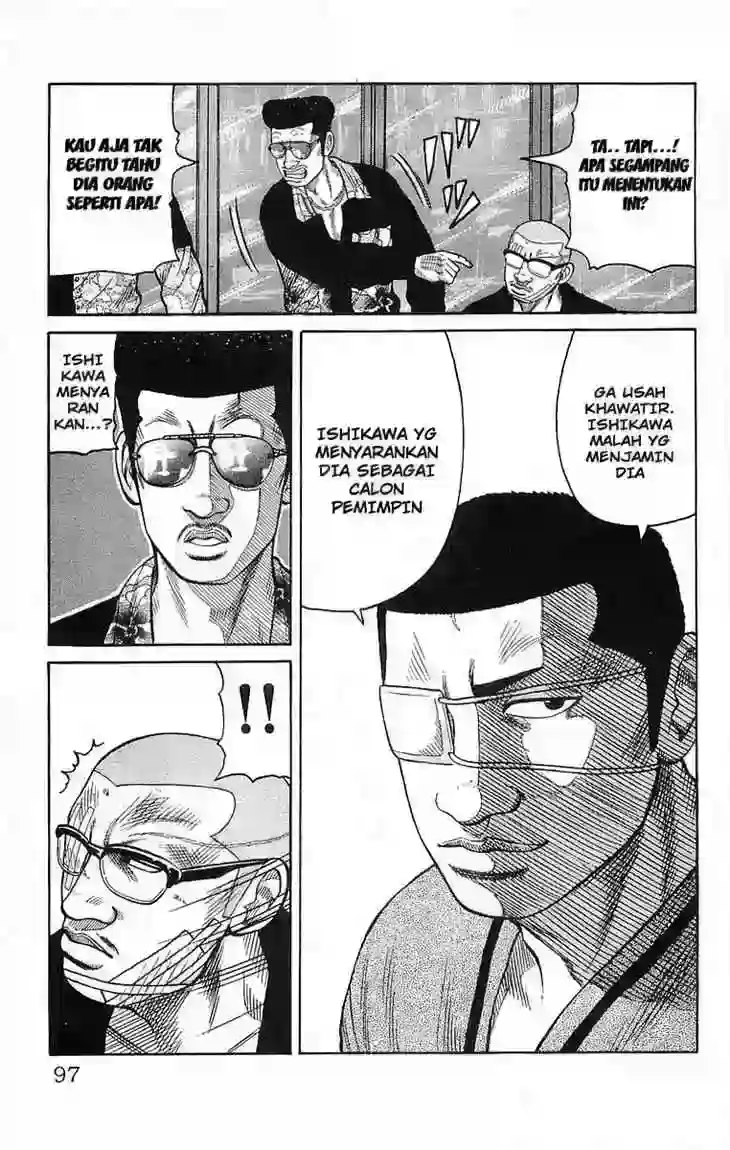 TA.. TAPI...!
APA SEGAMPANG
ITU MENENTUKAN
INI?
KAU AJA TAK
BEGITU TAHU
DIA ORANG
SEPERTI APA!
GA USAH
KHAWATIR.
ISHIKAWA
MALAH YG
MENJAMIN
DIA
ISHIKAWA YG
MENYARANKAN
DIA SEBAGAI
CALON
PEMIMPIN
ISHI
KAWA
MENYA
RAN
KAN...?
!!
97